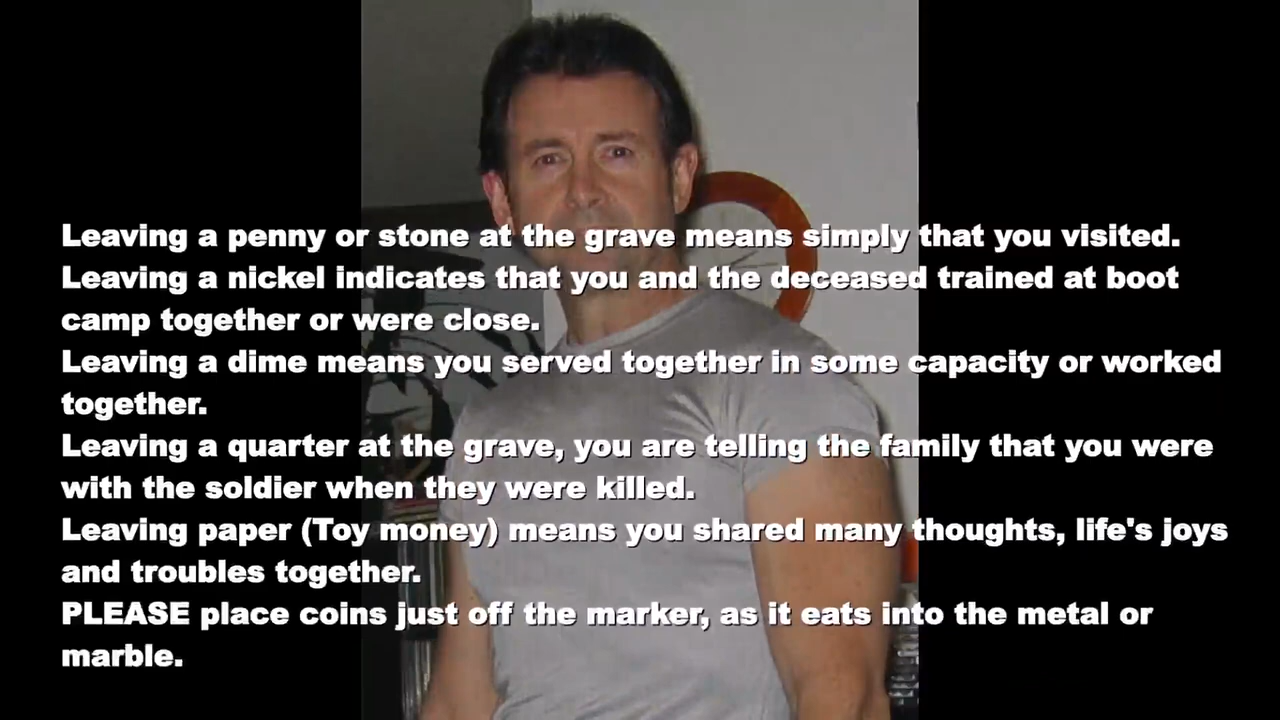 Leaving a penny or stone at the grave means simply that you visited.
Leaving a nickel indicates that you and the deceased trained at boot
camp together or were close.
Leaving a dime means you served together in some capacity or worked
together.
Leaving a quarter at the grave, you are telling the family that you were
with the soldier when they were killed.
Leaving paper (Toy money) means you shared many thoughts, life's joys
and troubles together.
PLEASE place coins just off the marker, as it eats into the metal or
marble.